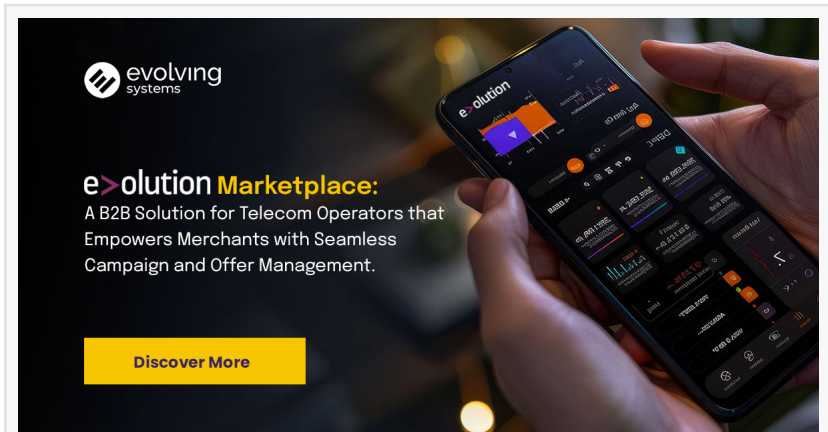 evolving
systems
e>olution Marketplace:
A B2B Solution for Telecom Operators that
Empowers Merchants with Seamless
Campaign and Offer Management.
Discover More
e>olution